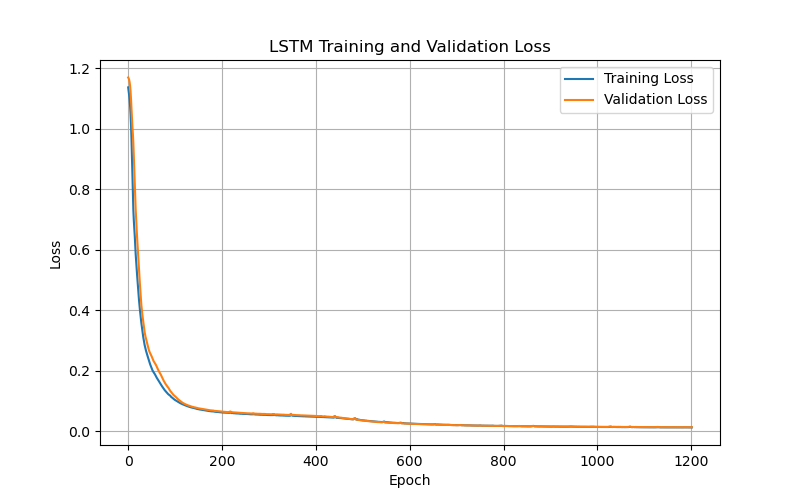 LSTM Training and Validation Loss
Training Loss
Validation Loss
1.2
1.0
0.8
0.6
0.4
0.2
0.0
Loss
0 200 400 600 800 1000 1200
Epoch